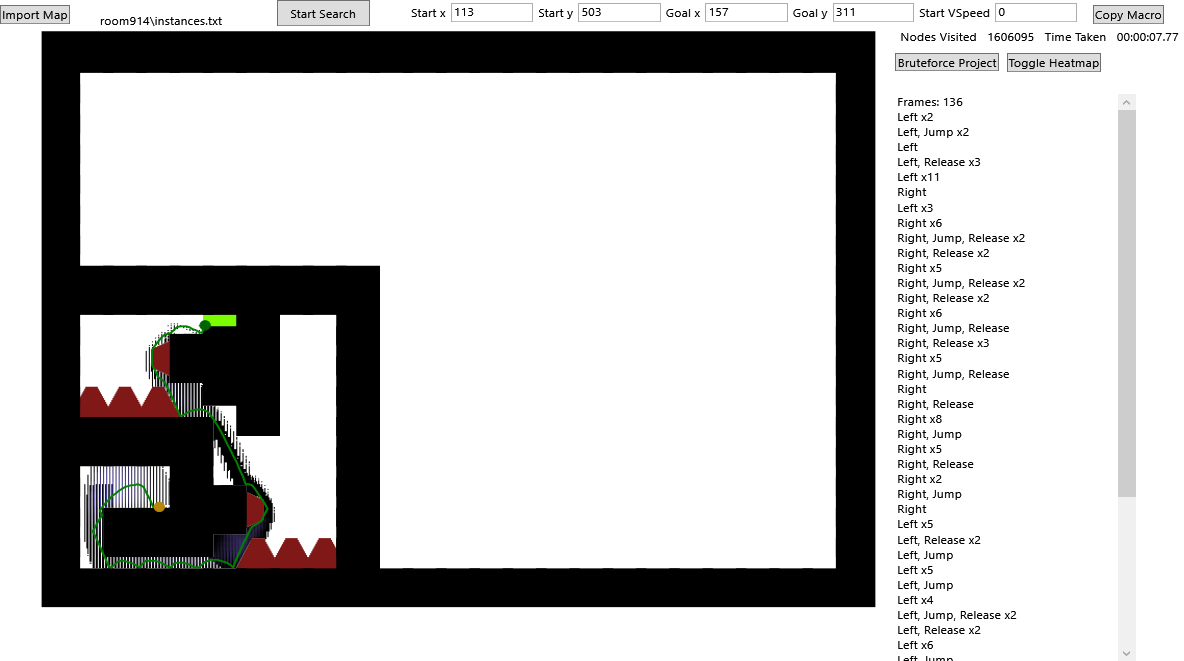 Import Map
room914\instances.txt
Start Search
Start x 113 Start y 503 Goal x 157 Goal y 311 Start VSpeed 0
Copy Macro
Nodes Visited 1606095 Time Taken 00:00:07.77
Bruteforce Project
Toggle Heatmap
Frames: 136
Left x2
Left, Jump x2
Left
Left, Release x3
Left x11
Right
Left x3
Right x6
Right, Jump, Release x2
Right, Release x2
Right x5
Right, Jump, Release x2
Right, Release x2
Right x6
Right, Jump, Release
Right, Release x3
Right x5
Right, Jump, Release
Right
Right, Release
Right x8
Right, Jump
Right x5
Right, Release
Right x2
Right, Jump
Right
Left x5
Left, Release x2
Left, Jump
Left x5
Left, Jump
Left x4
Left, Jump, Release x2
Left, Release x2
Left x6
Left, Jump